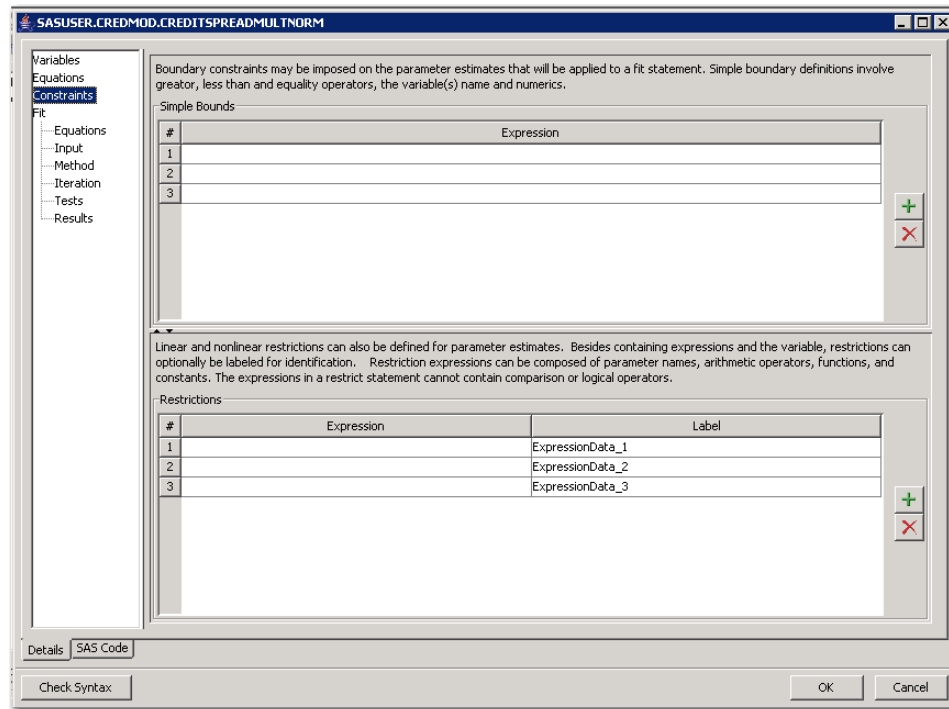 SASUSER.CREDMOD.CREDITSPREADMULTNORM
Variables
Equations
Constraints
Fit
Equations
Input
Method
Iteration
Tests
Results
Boundary constraints may be imposed on the parameter estimates that will be applied to a fit statement. Simple boundary definitions involve
greator, less than and equality operators, the variable(s) name and numerics.
Simple Bounds
# Expression
1
2
3
Linear and nonlinear restrictions can also be defined for parameter estimates. Besides containing expressions and the variable, restrictions can
optionally be labeled for identification. Restriction expressions can be composed of parameter names, arithmetic operators, functions, and
constants. The expressions in a restrict statement cannot contain comparison or logical operators.
Restrictions
# Expression Label
1 ExpressionData_1
2 ExpressionData_2
3 ExpressionData_3
Details SAS Code
Check Syntax OK Cancel